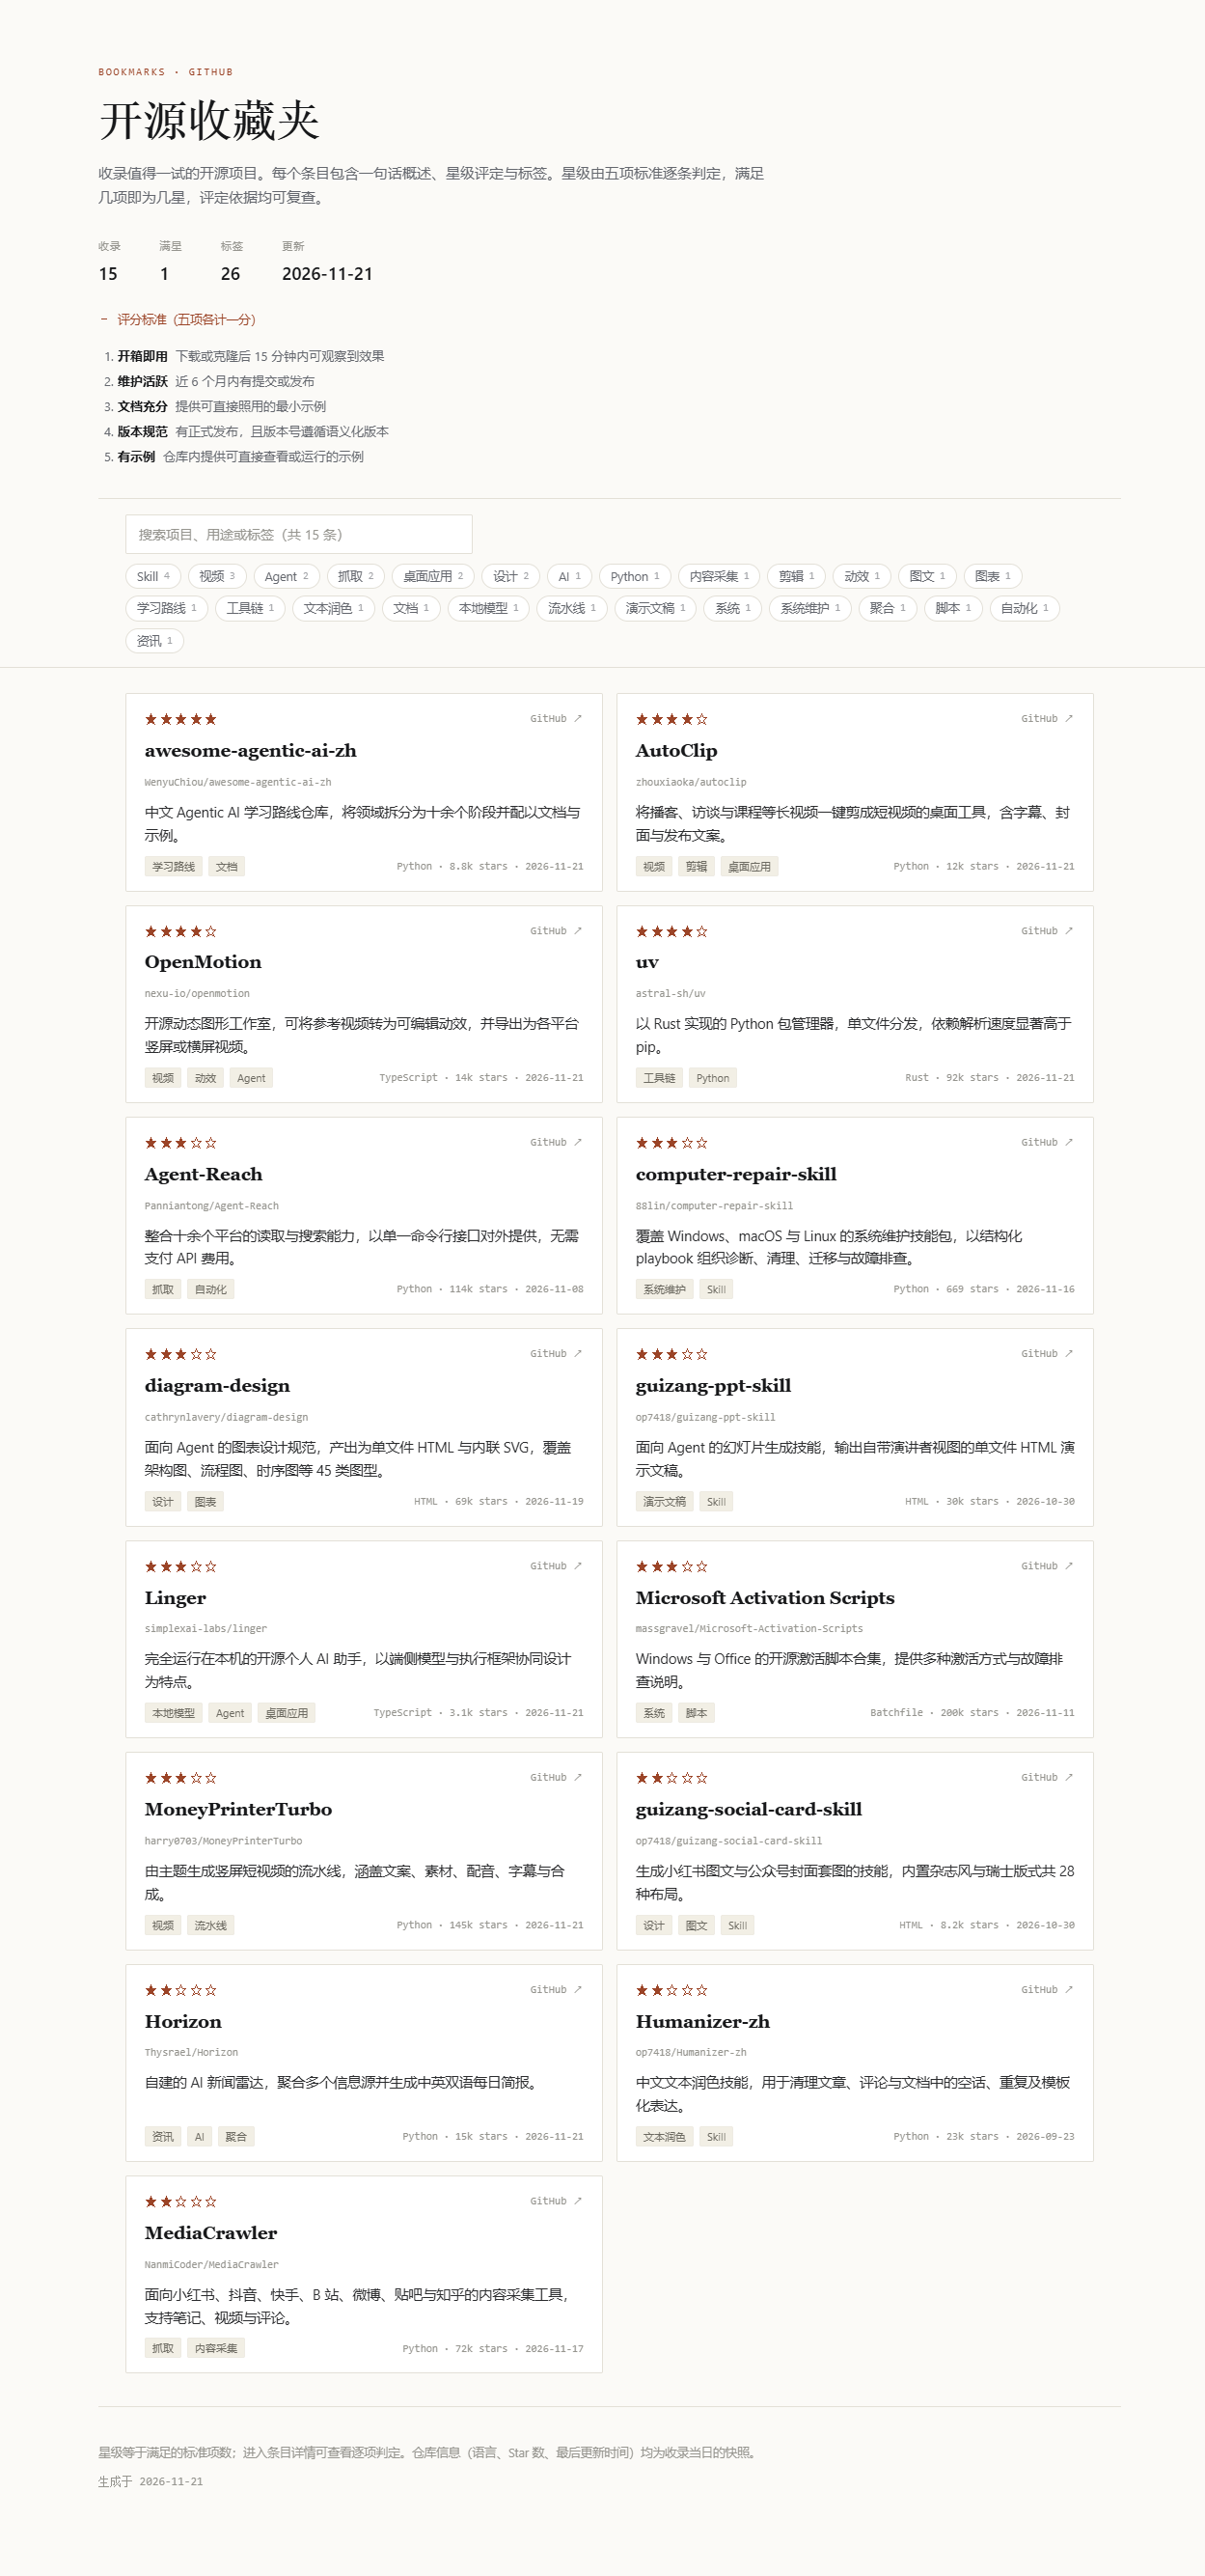 BOOKMARKS · GITHUB
开源收藏夹
收录值得一试的开源项目。每个条目包含一句话概述、星级评定与标签。星级由五项标准逐条判定，满足
几项即为几星，评定依据均可复查。
收录 满星 标签 更新
15 1 26 2026-11-21
− 评分标准（五项各计一分）
1. 开箱即用 下载或克隆后 15 分钟内可观察到效果
2. 维护活跃 近 6 个月内有提交或发布
3. 文档充分 提供可直接照用的最小示例
4. 版本规范 有正式发布，且版本号遵循语义化版本
5. 有示例 仓库内提供可直接查看或运行的示例
搜索项目、用途或标签（共 15 条）
Skill 4 视频 3 Agent 2 抓取 2 桌面应用 2 设计 2 AI 1 Python 1 内容采集 1 剪辑 1 动效 1 图文 1 图表 1
学习路线 1 工具链 1 文本润色 1 文档 1 本地模型 1 流水线 1 演示文稿 1 系统 1 系统维护 1 聚合 1 脚本 1 自动化 1
资讯 1
★★★★★ GitHub ↗
awesome-agentic-ai-zh
WenyuChiou/awesome-agentic-ai-zh
中文 Agentic AI 学习路线仓库，将领域拆分为十余个阶段并配以文档与
示例。
学习路线 文档 Python · 8.8k stars · 2026-11-21
★★★★☆ GitHub ↗
AutoClip
zhouxiaoka/autoclip
将播客、访谈与课程等长视频一键剪成短视频的桌面工具，含字幕、封
面与发布文案。
视频 剪辑 桌面应用 Python · 12k stars · 2026-11-21
★★★★☆ GitHub ↗
OpenMotion
nexu-io/openmotion
开源动态图形工作室，可将参考视频转为可编辑动效，并导出为各平台
竖屏或横屏视频。
视频 动效 Agent TypeScript · 14k stars · 2026-11-21
★★★★☆ GitHub ↗
uv
astral-sh/uv
以 Rust 实现的 Python 包管理器，单文件分发，依赖解析速度显著高于
pip。
工具链 Python Rust · 92k stars · 2026-11-21
★★★☆☆ GitHub ↗
Agent-Reach
Panniantong/Agent-Reach
整合十余个平台的读取与搜索能力，以单一命令行接口对外提供，无需
支付 API 费用。
抓取 自动化 Python · 114k stars · 2026-11-08
★★★☆☆ GitHub ↗
computer-repair-skill
88lin/computer-repair-skill
覆盖 Windows、macOS 与 Linux 的系统维护技能包，以结构化
playbook 组织诊断、清理、迁移与故障排查。
系统维护 Skill Python · 669 stars · 2026-11-16
★★★☆☆ GitHub ↗
diagram-design
cathrynlavery/diagram-design
面向 Agent 的图表设计规范，产出为单文件 HTML 与内联 SVG，覆盖
架构图、流程图、时序图等 45 类图型。
设计 图表 HTML · 69k stars · 2026-11-19
★★★☆☆ GitHub ↗
guizang-ppt-skill
op7418/guizang-ppt-skill
面向 Agent 的幻灯片生成技能，输出自带演讲者视图的单文件 HTML 演
示文稿。
演示文稿 Skill HTML · 30k stars · 2026-10-30
★★★☆☆ GitHub ↗
Linger
simplexai-labs/linger
完全运行在本机的开源个人 AI 助手，以端侧模型与执行框架协同设计
为特点。
本地模型 Agent 桌面应用 TypeScript · 3.1k stars · 2026-11-21
★★★☆☆ GitHub ↗
Microsoft Activation Scripts
massgravel/Microsoft-Activation-Scripts
Windows 与 Office 的开源激活脚本合集，提供多种激活方式与故障排
查说明。
系统 脚本 Batchfile · 200k stars · 2026-11-11
★★★☆☆ GitHub ↗
MoneyPrinterTurbo
harry0703/MoneyPrinterTurbo
由主题生成竖屏短视频的流水线，涵盖文案、素材、配音、字幕与合
成。
视频 流水线 Python · 145k stars · 2026-11-21
★★☆☆☆ GitHub ↗
guizang-social-card-skill
op7418/guizang-social-card-skill
生成小红书图文与公众号封面套图的技能，内置杂志风与瑞士版式共 28
种布局。
设计 图文 Skill HTML · 8.2k stars · 2026-10-30
★★☆☆☆ GitHub ↗
Horizon
Thysrael/Horizon
自建的 AI 新闻雷达，聚合多个信息源并生成中英双语每日简报。
资讯 AI 聚合 Python · 15k stars · 2026-11-21
★★☆☆☆ GitHub ↗
Humanizer-zh
op7418/Humanizer-zh
中文文本润色技能，用于清理文章、评论与文档中的空话、重复及模板
化表达。
文本润色 Skill Python · 23k stars · 2026-09-23
★★☆☆☆ GitHub ↗
MediaCrawler
NanmiCoder/MediaCrawler
面向小红书、抖音、快手、B 站、微博、贴吧与知乎的内容采集工具，
支持笔记、视频与评论。
抓取 内容采集 Python · 72k stars · 2026-11-17
星级等于满足的标准项数；进入条目详情可查看逐项判定。仓库信息（语言、Star 数、最后更新时间）均为收录当日的快照。
生成于 2026-11-21